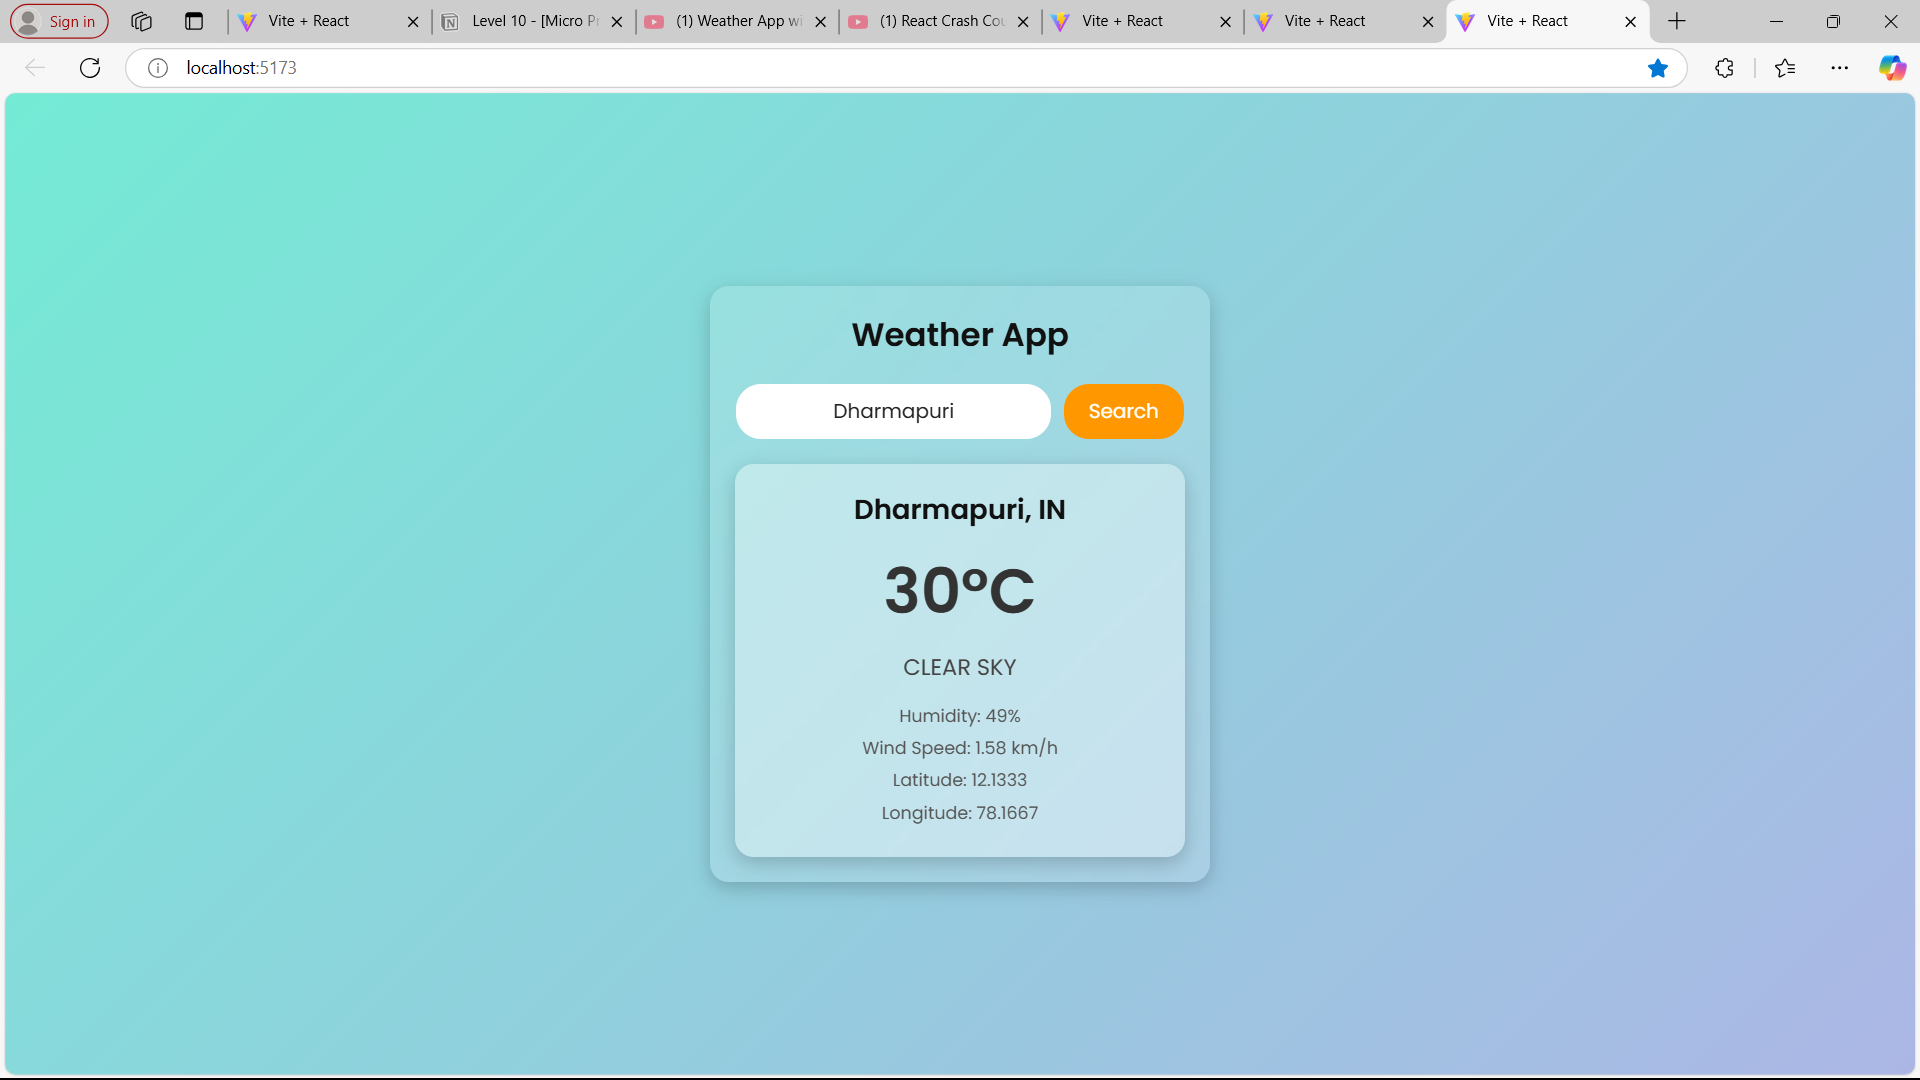 Sign in
Vite + React
Level 10 - [Micro Pr
(1) Weather App wi
(1) React Crash Cou
Vite + React
Vite + React
Vite + React
localhost:5173
Weather App
Dharmapuri
Search
Dharmapuri, IN
30°C
CLEAR SKY
Humidity: 49%
Wind Speed: 1.58 km/h
Latitude: 12.1333
Longitude: 78.1667